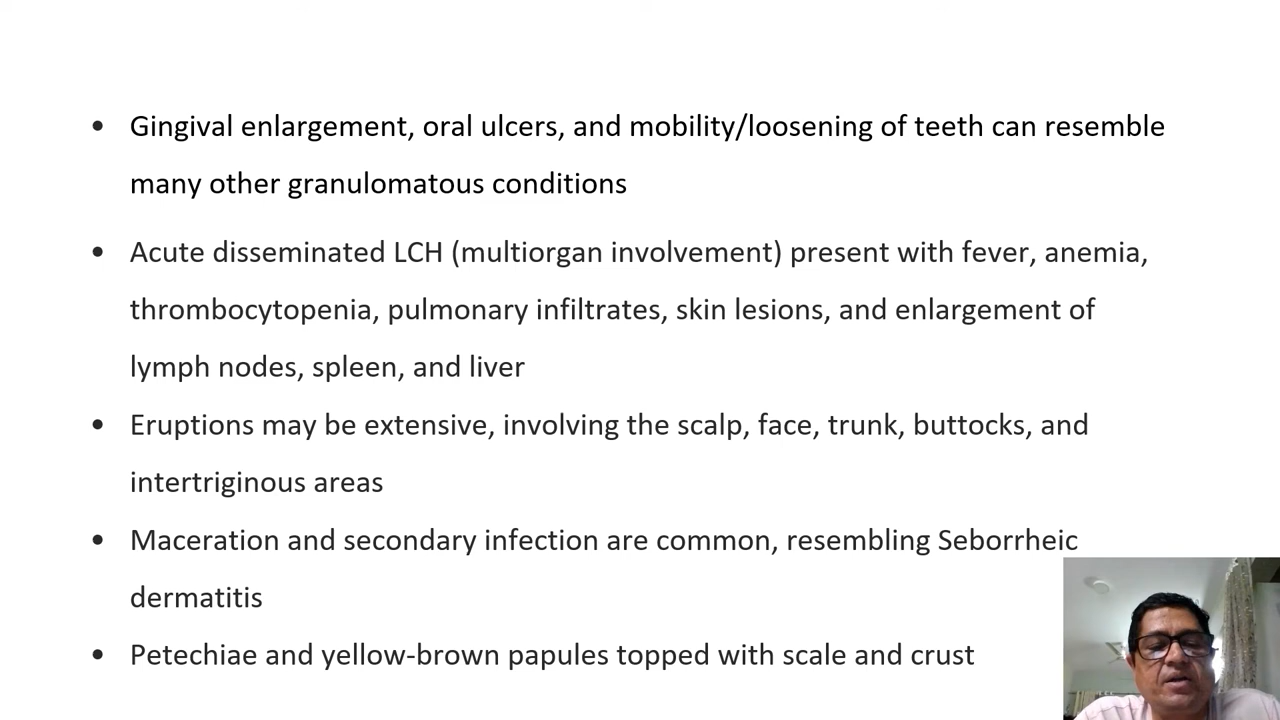 • Gingival enlargement, oral ulcers, and mobility/loosening of teeth can resemble
many other granulomatous conditions
• Acute disseminated LCH (multiorgan involvement) present with fever, anemia,
thrombocytopenia, pulmonary infiltrates, skin lesions, and enlargement of
lymph nodes, spleen, and liver
• Eruptions may be extensive, involving the scalp, face, trunk, buttocks, and
intertriginous areas
• Maceration and secondary infection are common, resembling Seborrheic
dermatitis
• Petechiae and yellow-brown papules topped with scale and crust